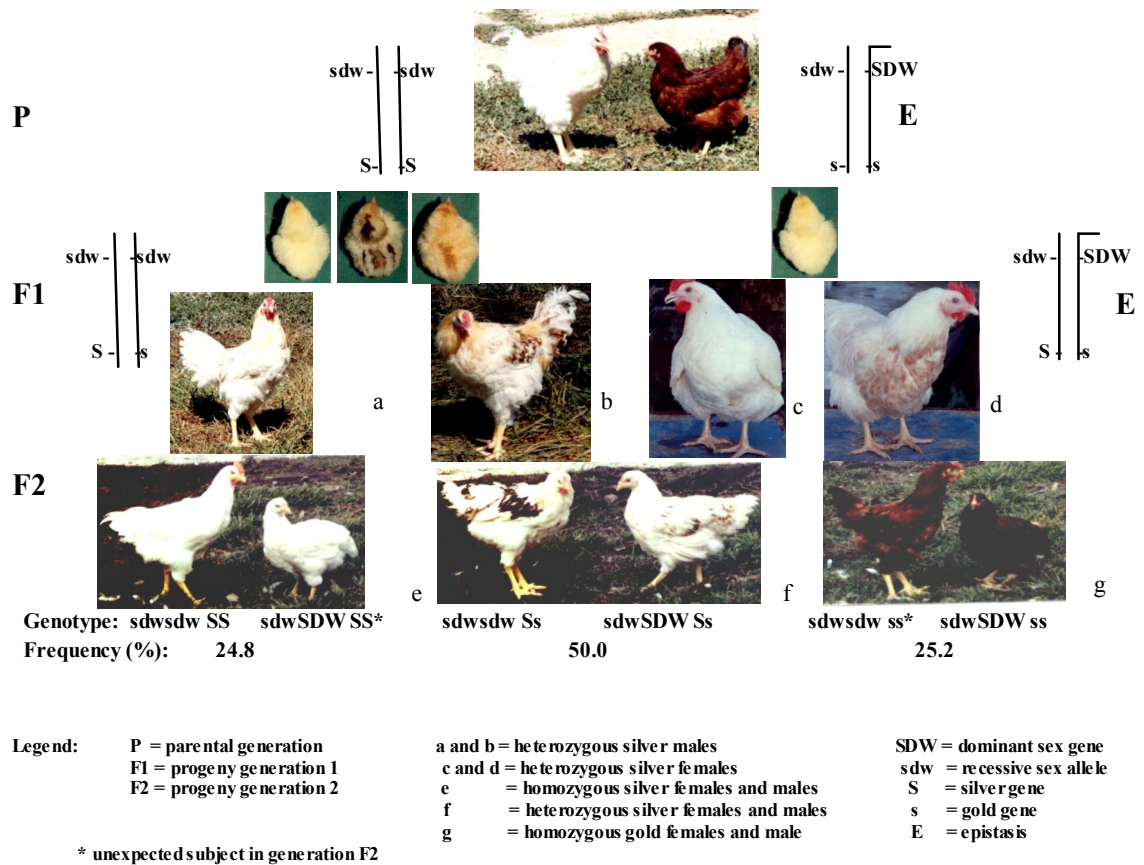 sdw- -sdw sdw- -SDW
P E
S- -S s- -s
sdw- -sdw sdw- -SDW
F1 E
S - -s S - -s
a b c d
F2
e f g
Genotype: sdwsdw SS sdwSDW SS* sdwsdw Ss sdwSDW Ss sdwsdw ss* sdwSDW ss
Frequency (%): 24.8 50.0 25.2
Legend: P = parental generation a and b = heterozygous silver males SDW = dominant sex gene
F1 = progeny generation 1 c and d = heterozygous silver females sdw = recessive sex allele
F2 = progeny generation 2 e = homozygous silver females and males S = silver gene
f = heterozygous silver females and males s = gold gene
g = homozygous gold females and male E = epistasis
* unexpected subject in generation F2